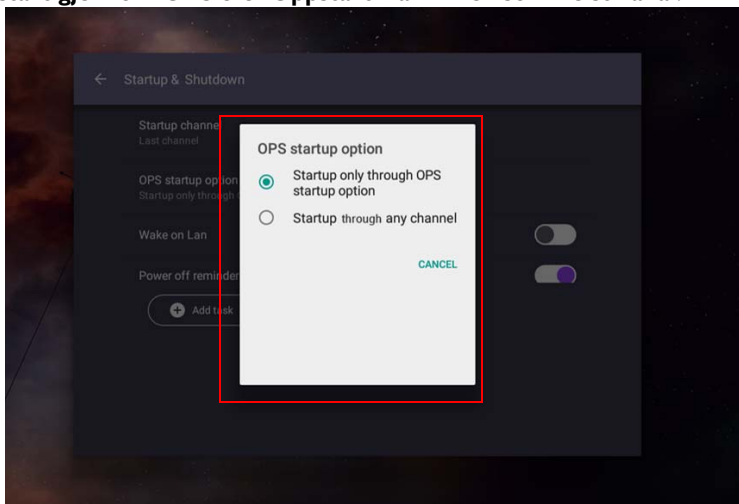 Startup & Shutdown
Startup channel
Last channel
OPS startup option
Startup only through
Wake on Lan
Power off reminder
Add task
OPS startup option
Startup only through OPS
startup option
Startup through any channel
CANCEL